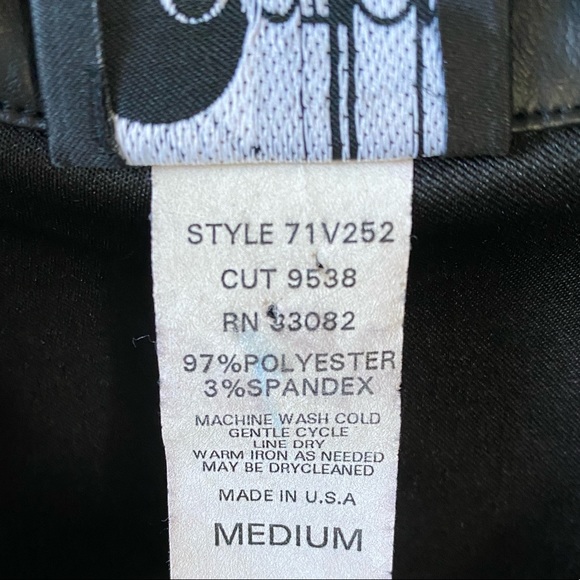 STYLE 71V252
CUT 9538
RN 33082
97%POLYESTER
3%SPANDEX
MACHINE WASH COLD
GENTLE CYCLE
LINE DRY
WARM IRON AS NEEDED
MAY BE DRYCLEANED
MADE IN U.S.A
MEDIUM